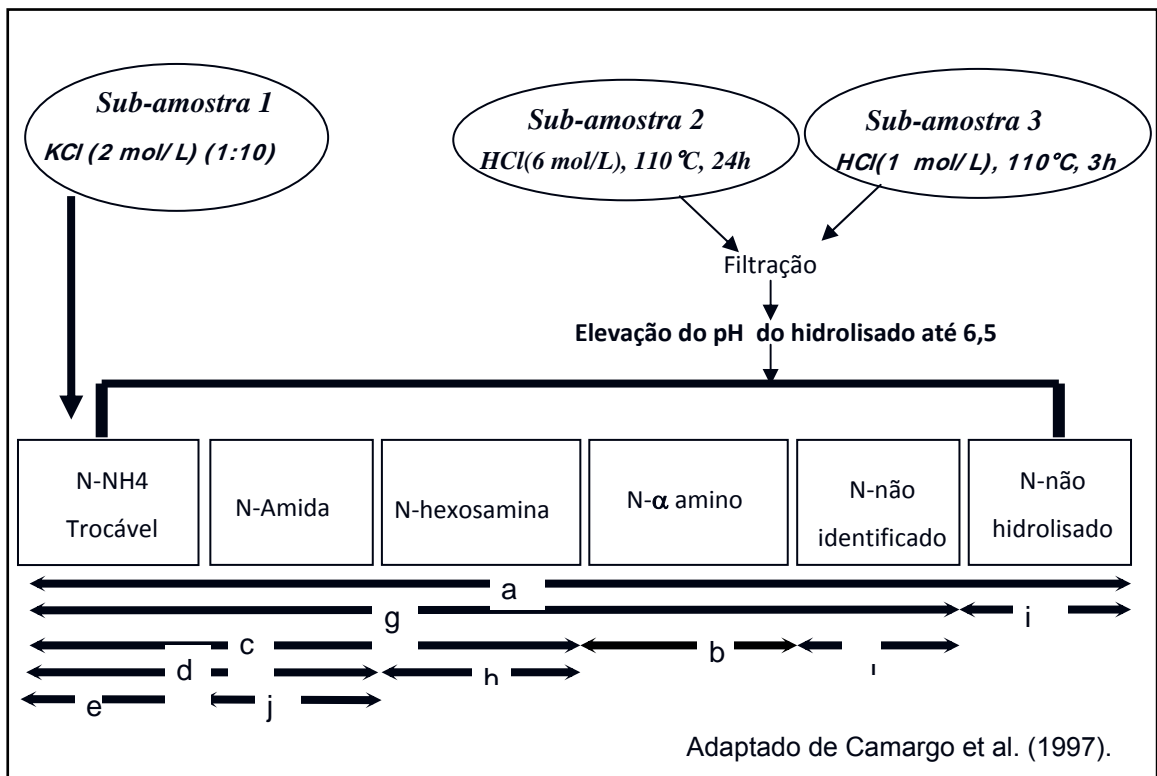 Sub-amostra 1
KCl (2 mol/ L) (1:10)
Sub-amostra 2
HCl(6 mol/L), 110°C, 24h
Sub-amostra 3
HCl(1 mol/ L), 110°C, 3h
Filtração
Elevação do pH do hidrolisado até 6,5
N-NH4
Trocável
N-Amida
N-hexosamina
N-α amino
N-não
identificado
N-não
hidrolisado
a
g
i
c
b
d
e
j
Adaptado de Camargo et al. (1997).